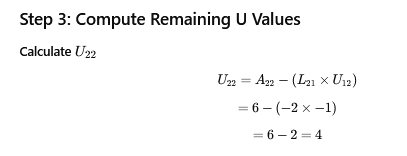 Step 3: Compute Remaining U Values
Calculate U₂₂
U₂₂ = A₂₂ − (L₂₁ × U₁₂)
= 6 − (−2 × −1)
= 6 − 2 = 4